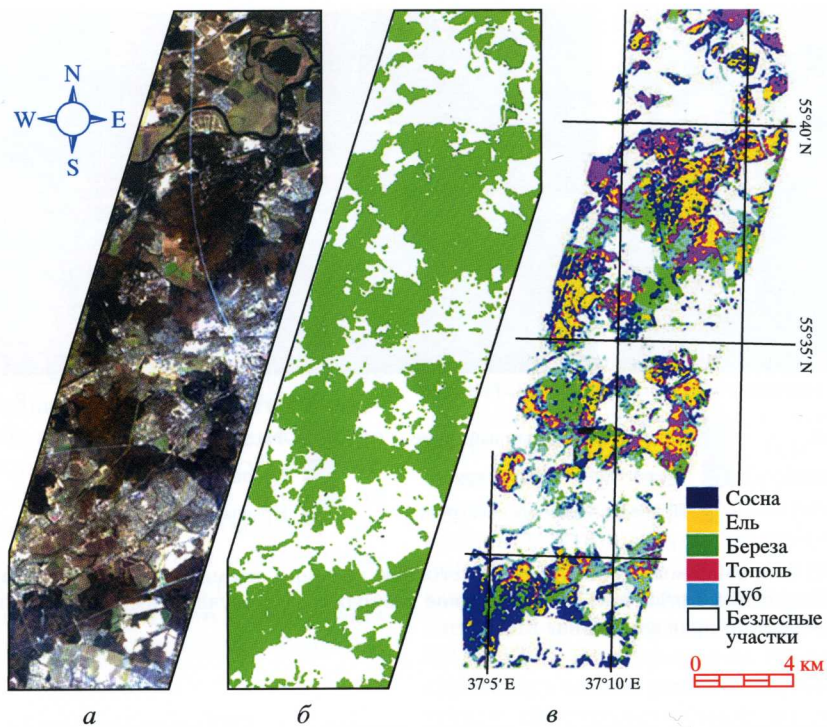 N
W E
S
55°40′ N
55°35′ N
Сосна
Ель
Береза
Тополь
Дуб
Безлесные
участки
0 4 км
37°5′ E 37°10′ E
а б в